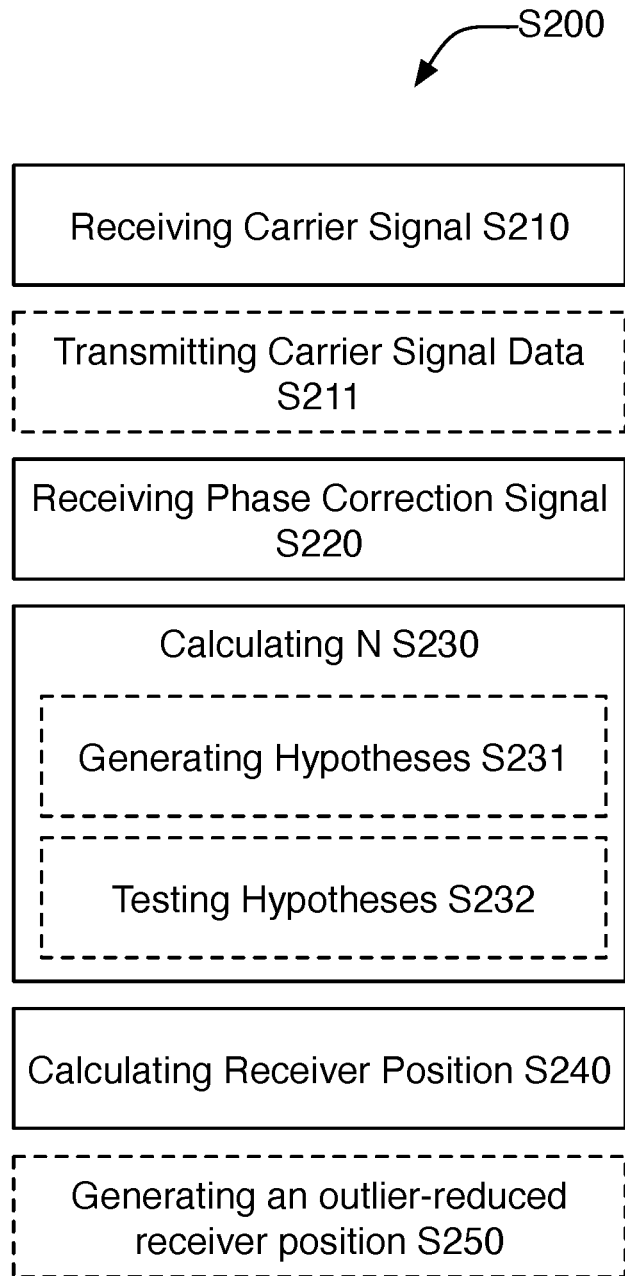 S200
Receiving Carrier Signal S210
Transmitting Carrier Signal Data
S211
Receiving Phase Correction Signal
S220
Calculating N S230
Generating Hypotheses S231
Testing Hypotheses S232
Calculating Receiver Position S240
Generating an outlier-reduced
receiver position S250